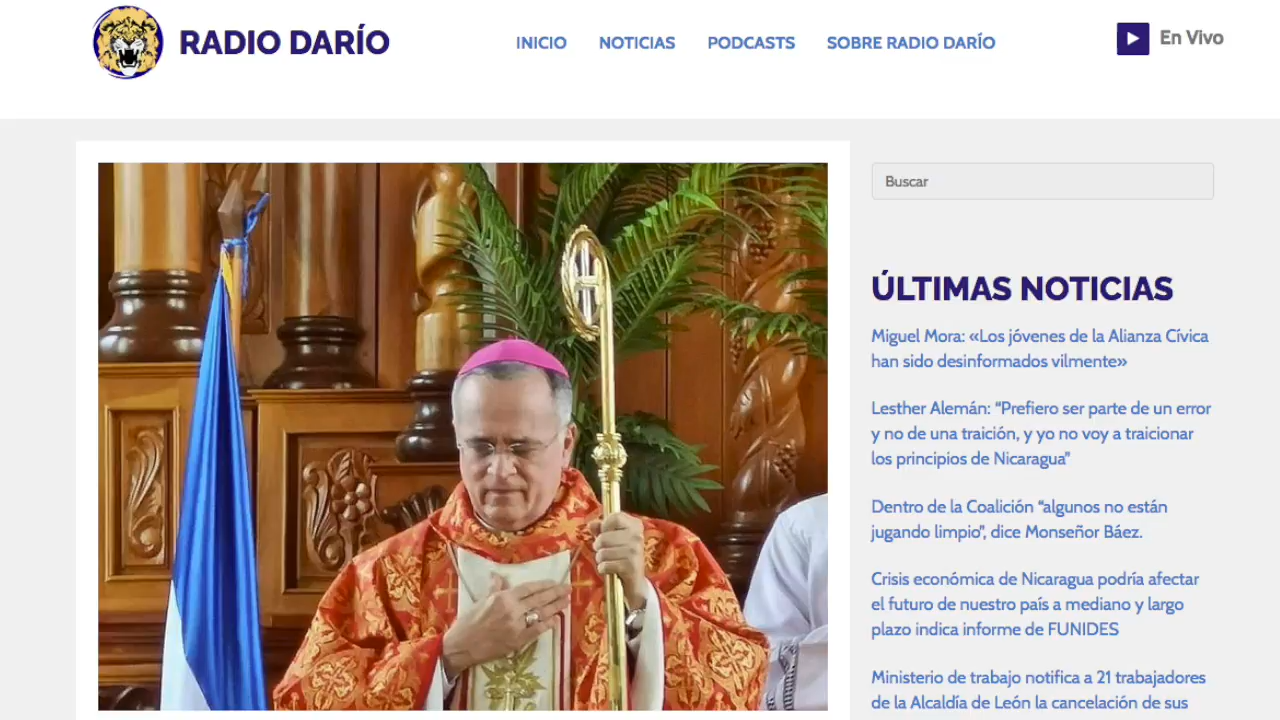 RADIO DARÍO
INICIO
NOTICIAS
PODCASTS
SOBRE RADIO DARÍO
En Vivo
Buscar
ÚLTIMAS NOTICIAS
Miguel Mora: «Los jóvenes de la Alianza Cívica
han sido desinformados vilmente»
Lesther Alemán: “Prefiero ser parte de un error
y no de una traición, y yo no voy a traicionar
los principios de Nicaragua”
Dentro de la Coalición “algunos no están
jugando limpio”, dice Monseñor Báez.
Crisis económica de Nicaragua podría afectar
el futuro de nuestro país a mediano y largo
plazo indica informe de FUNIDES
Ministerio de trabajo notifica a 21 trabajadores
de la Alcaldía de León la cancelación de sus